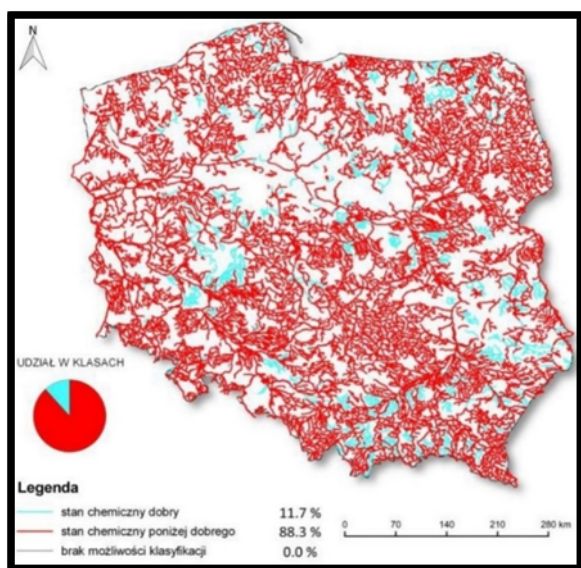 N
UDZIAŁ W KLASACH
Legenda
stan chemiczny dobry 11.7 %
stan chemiczny poniżej dobrego 88.3 %
brak możliwości klasyfikacji 0.0 %
0 70 140 210 280 km